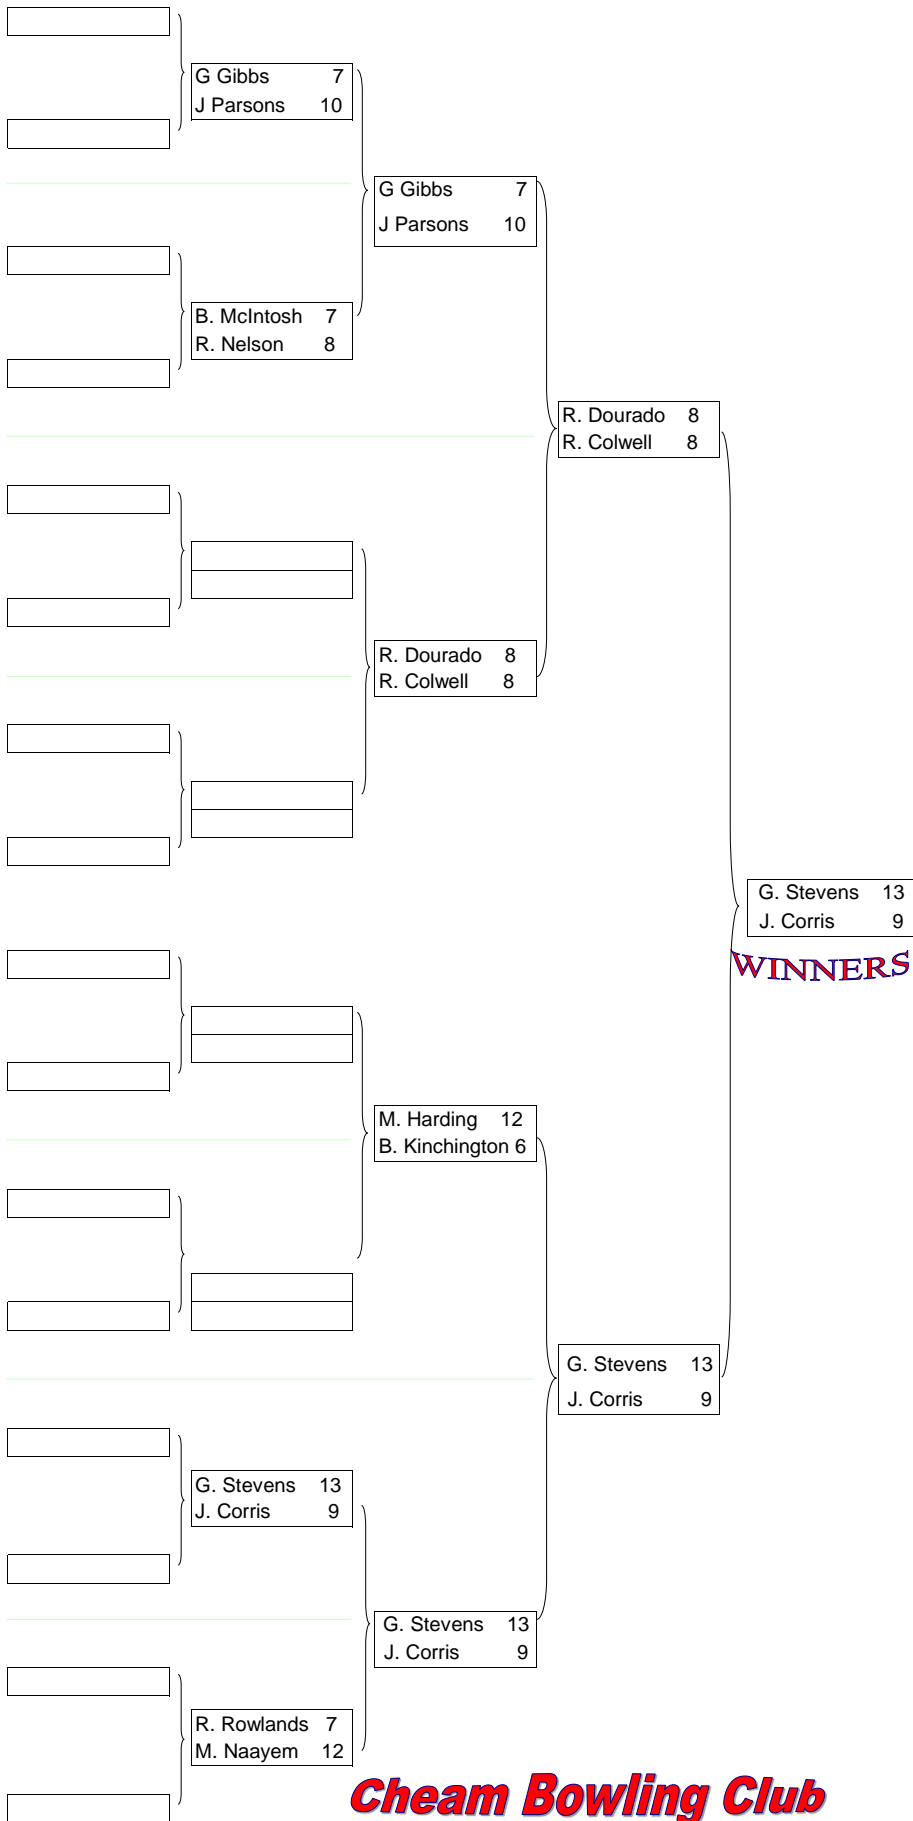 G Gibbs 7
J Parsons 10
G Gibbs 7
J Parsons 10
B. McIntosh 7
R. Nelson 8
R. Dourado 8
R. Colwell 8
R. Dourado 8
R. Colwell 8
G. Stevens 13
J. Corris 9
WINNERS
M. Harding 12
B. Kinchington 6
G. Stevens 13
J. Corris 9
G. Stevens 13
J. Corris 9
G. Stevens 13
J. Corris 9
R. Rowlands 7
M. Naayem 12
Cheam Bowling Club